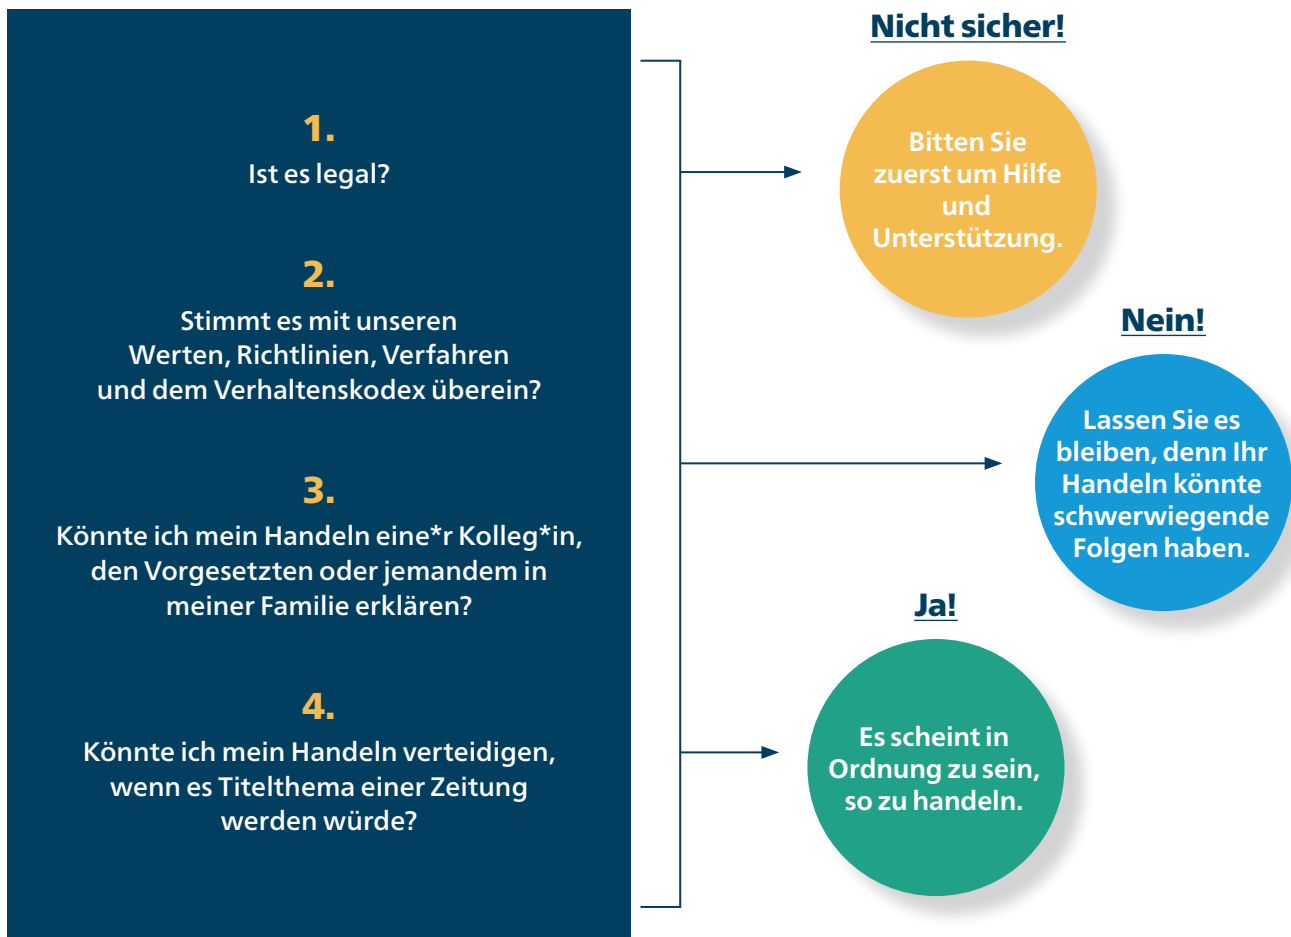 1.
Ist es legal?
2.
Stimmt es mit unseren
Werten, Richtlinien, Verfahren
und dem Verhaltenskodex überein?
3.
Könnte ich mein Handeln eine*r Kolleg*in,
den Vorgesetzten oder jemandem in
meiner Familie erklären?
4.
Könnte ich mein Handeln verteidigen,
wenn es Titelthema einer Zeitung
werden würde?
Nicht sicher!
Bitten Sie
zuerst um Hilfe
und
Unterstützung.
Nein!
Lassen Sie es
bleiben, denn Ihr
Handeln könnte
schwerwiegende
Folgen haben.
Ja!
Es scheint in
Ordnung zu sein,
so zu handeln.